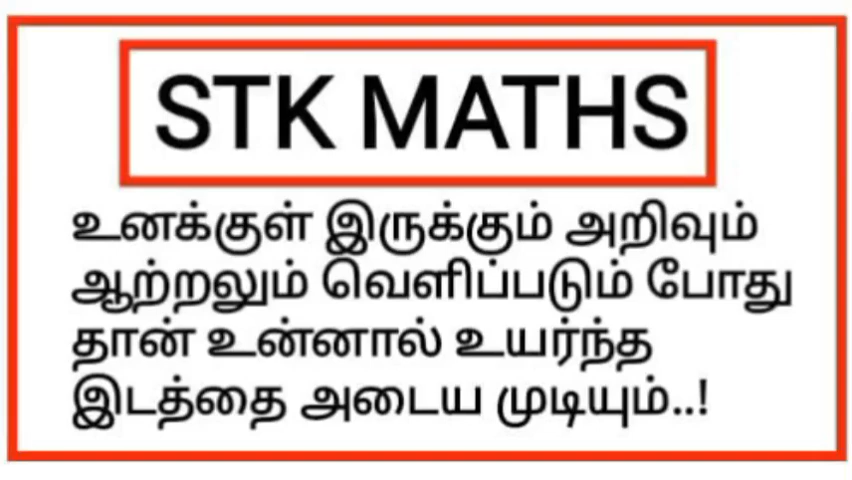 STK MATHS
உனக்குள் இருக்கும் அறிவும்
ஆற்றலும் வெளிப்படும் போது
தான் உன்னால் உயர்ந்த
இடத்தை அடைய முடியும்..!